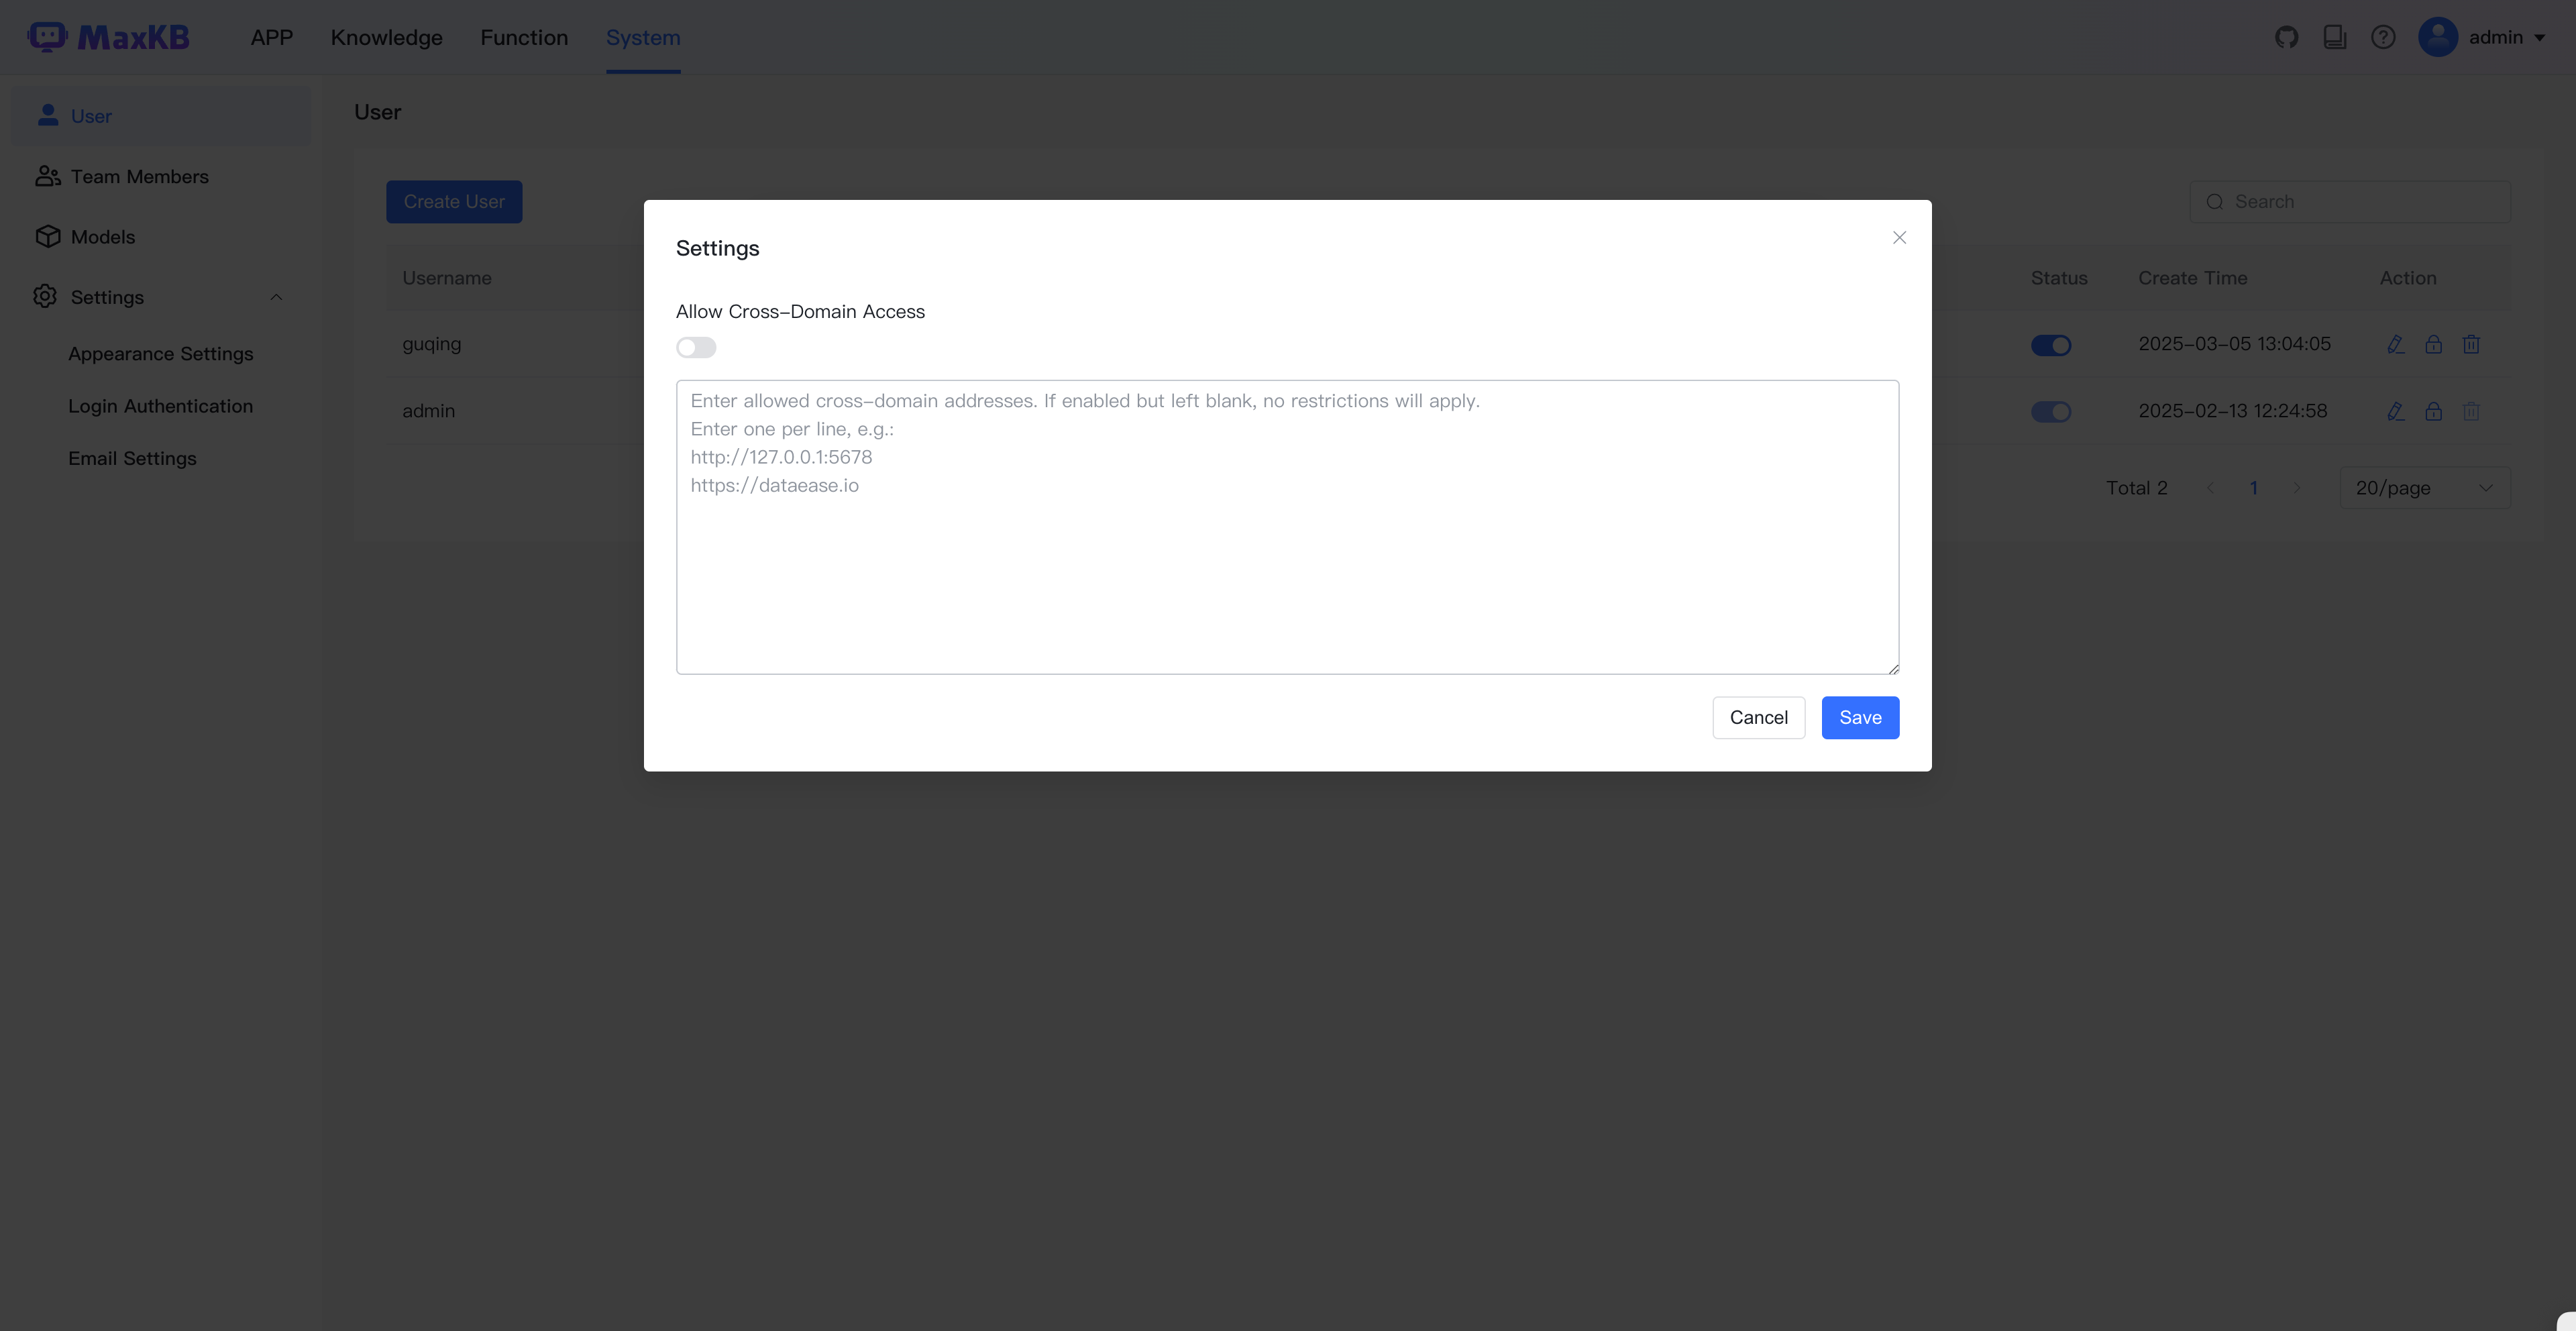 MaxKB
APP
Knowledge
Function
System
admin
User
Team Members
Models
Settings
Appearance Settings
Login Authentication
Email Settings
User
Create User
Search
Username
Status
Create Time
Action
guqing
2025-03-05 13:04:05
admin
2025-02-13 12:24:58
Total 2
1
20/page
Settings
Allow Cross-Domain Access
Enter allowed cross-domain addresses. If enabled but left blank, no restrictions will apply.
Enter one per line, e.g.:
http://127.0.0.1:5678
https://dataease.io
Cancel
Save